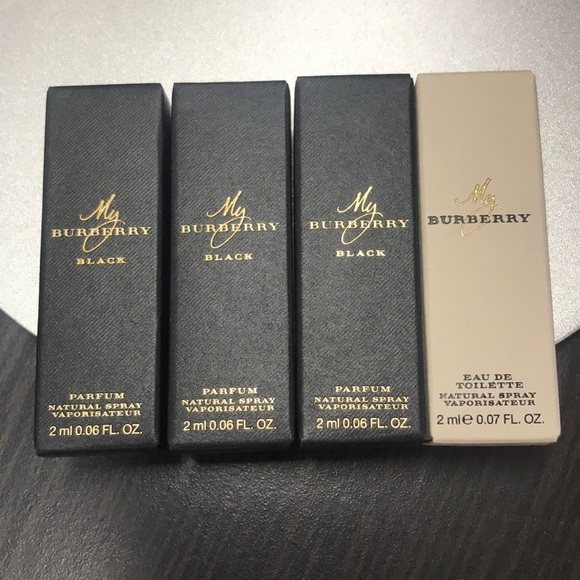 My
BURBERRY
BLACK
PARFUM
NATURAL SPRAY
VAPORISATEUR
2 ml 0.06 FL. OZ.
My
BURBERRY
BLACK
PARFUM
NATURAL SPRAY
VAPORISATEUR
2 ml 0.06 FL. OZ.
My
BURBERRY
BLACK
PARFUM
NATURAL SPRAY
VAPORISATEUR
2 ml 0.06 FL. OZ.
My
BURBERRY
EAU DE
TOILETTE
NATURAL SPRAY
VAPORISATEUR
2 ml℮ 0.07 FL. OZ.